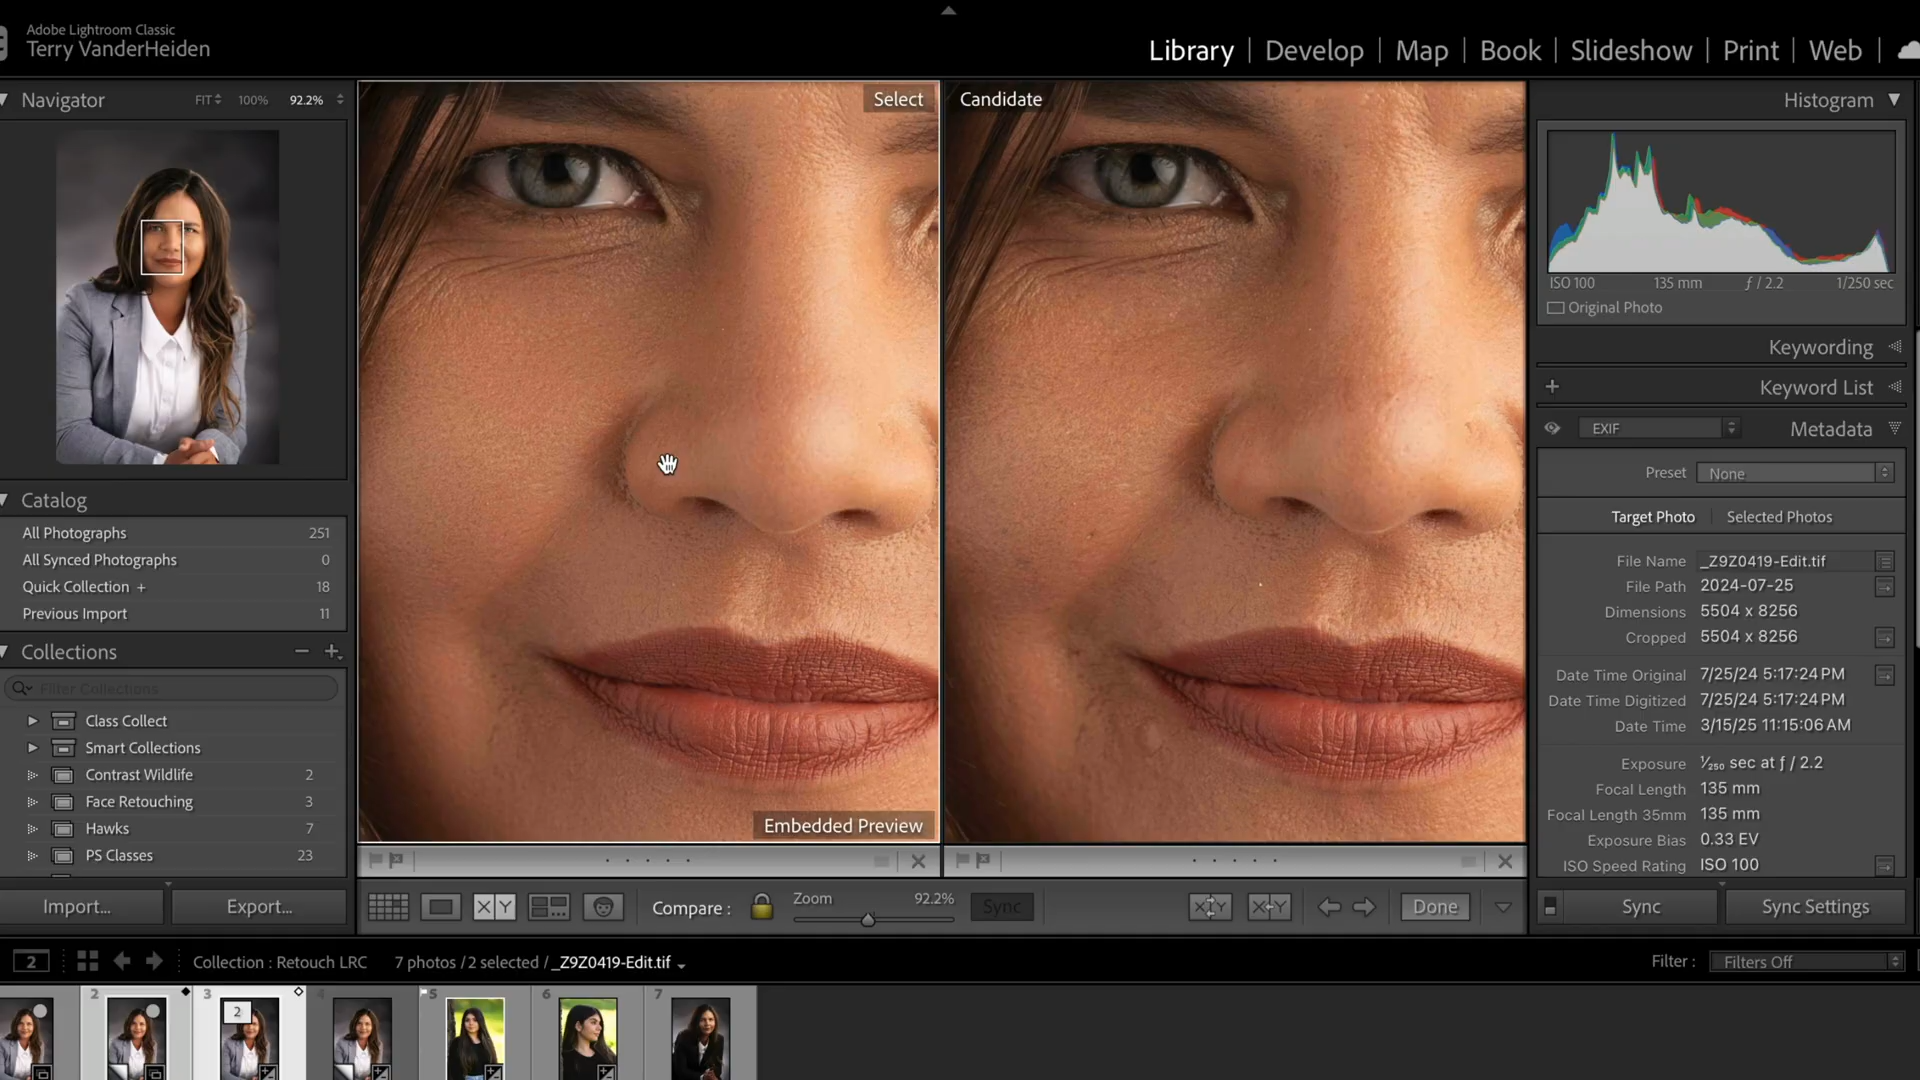 Adobe Lightroom Classic
Terry VanderHeiden
Library | Develop | Map | Book | Slideshow | Print | Web |
Navigator FIT 100% 92.2%
Catalog
All Photographs 251
All Synced Photographs 0
Quick Collection + 18
Previous Import 11
Collections − +
Filter Collections
Class Collect
Smart Collections
Contrast Wildlife 2
Face Retouching 3
Hawks 7
PS Classes 23
Import... Export...
Select
Candidate
Embedded Preview
Compare : Zoom 92.2% Sync
X Y
Done
Histogram
ISO 100 135 mm ƒ / 2.2 1/250 sec
Original Photo
Keywording
+ Keyword List
EXIF Metadata
Preset None
Target Photo Selected Photos
File Name _Z9Z0419-Edit.tif
File Path 2024-07-25
Dimensions 5504 x 8256
Cropped 5504 x 8256
Date Time Original 7/25/24 5:17:24 PM
Date Time Digitized 7/25/24 5:17:24 PM
Date Time 3/15/25 11:15:06 AM
Exposure 1/250 sec at ƒ / 2.2
Focal Length 135 mm
Focal Length 35mm 135 mm
Exposure Bias 0.33 EV
ISO Speed Rating ISO 100
Sync Sync Settings
2 Collection : Retouch LRC 7 photos / 2 selected / _Z9Z0419-Edit.tif
Filter : Filters Off
2 3 4 5 6 7
2